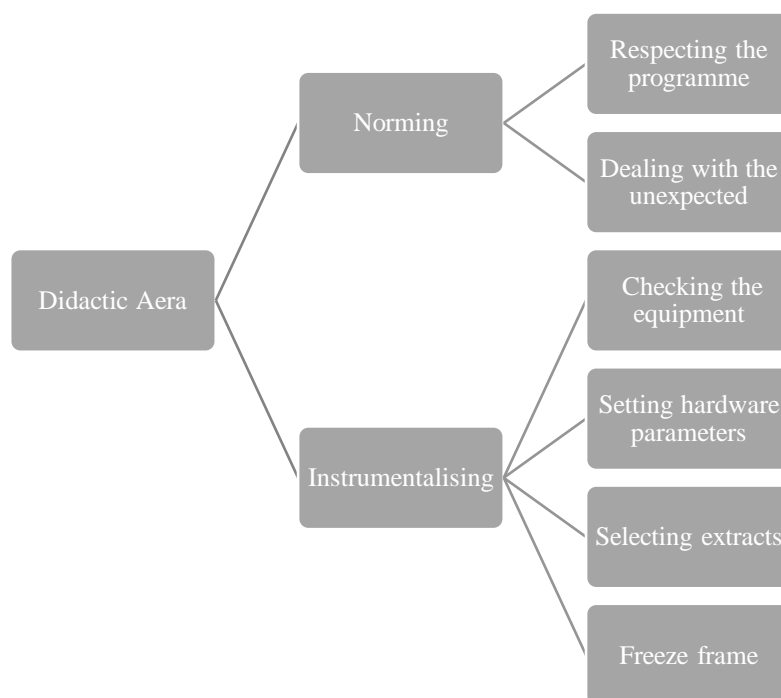 Didactic Aera
Norming
Respecting the
programme
Dealing with the
unexpected
Instrumentalising
Checking the
equipment
Setting hardware
parameters
Selecting extracts
Freeze frame